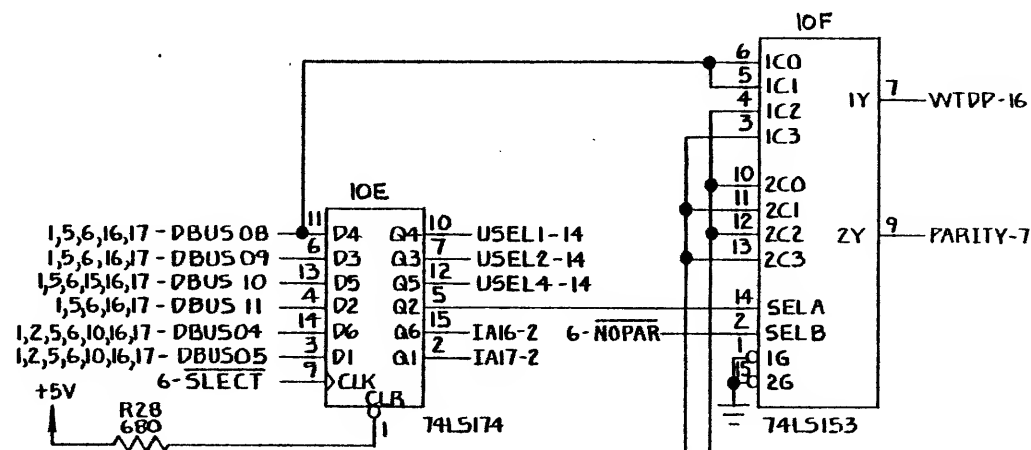 10F
6 1C0
5 1C1
4 1C2
3 1C3
1Y 7 WTDP-16
10 2C0
11 2C1
12 2C2
13 2C3
2Y 9 PARITY-7
14 SELA
6-NOPAR 2 SELB
1 1G
15 2G
74LS153
10E
1,5,6,16,17-DBUS08 11 D4 Q4 10 USEL1-14
1,5,6,16,17-DBUS09 6 D3 Q3 7 USEL2-14
1,5,6,15,16,17-DBUS 10 13 D5 Q5 12 USEL4-14
1,5,6,16,17-DBUS 11 4 D2 Q2 5
1,2,5,6,10,16,17-DBUS04 14 D6 Q6 15 IA16-2
1,2,5,6,10,16,17-DBUS05 3 D1 Q1 2 IA17-2
6-SLECT 9 CLK
CLR
1
74LS174
+5V
R28
680